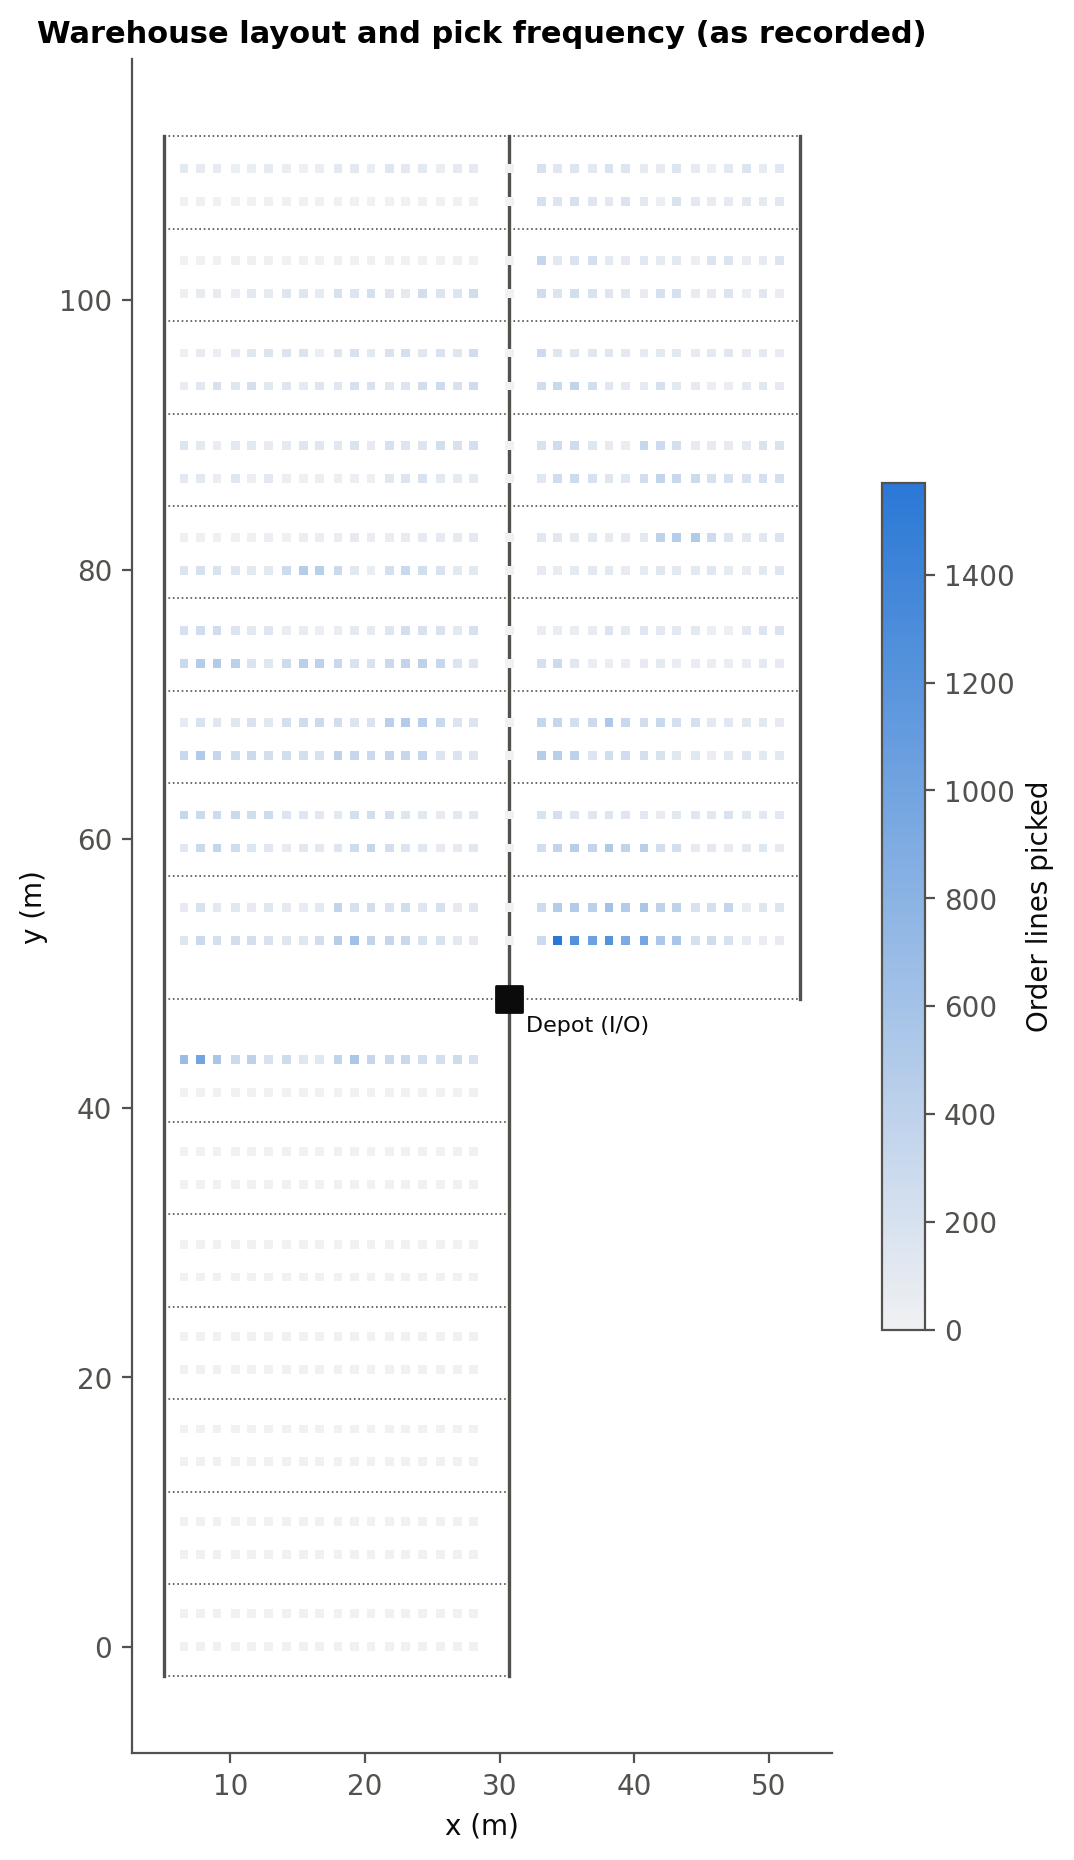 Warehouse layout and pick frequency (as recorded)
100
80
60
40
20
0
y (m)
Depot (I/O)
10 20 30 40 50
x (m)
1400
1200
1000
800
600
400
200
0
Order lines picked